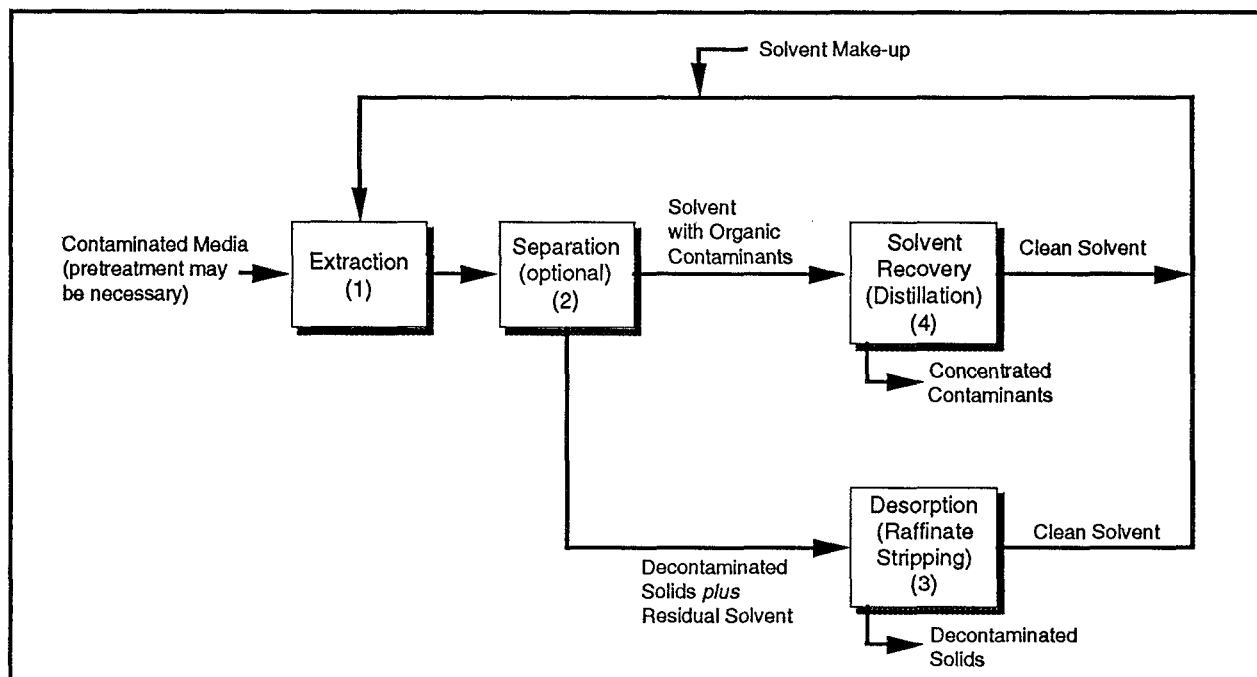 Solvent Make-up
Contaminated Media
(pretreatment may
be necessary)
Extraction
(1)
Separation
(optional)
(2)
Solvent
with Organic
Contaminants
Solvent
Recovery
(Distillation)
(4)
Clean Solvent
Concentrated
Contaminants
Decontaminated
Solids plus
Residual Solvent
Desorption
(Raffinate
Stripping)
(3)
Clean Solvent
Decontaminated
Solids